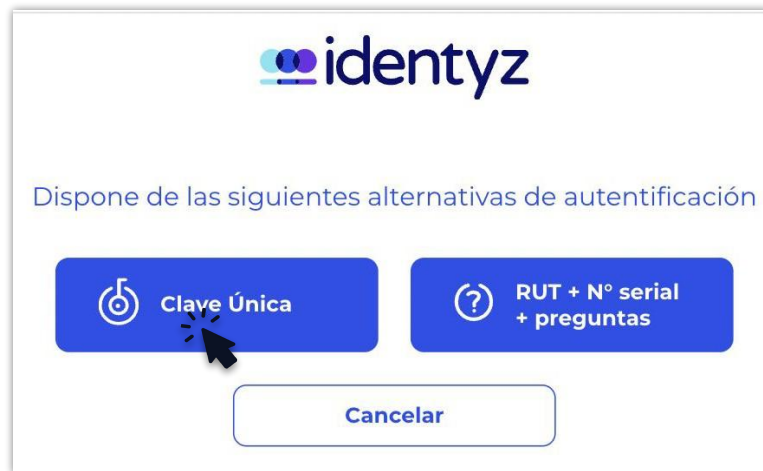 identyz
Dispone de las siguientes alternativas de autentificación
Clave Única
RUT + N° serial
+ preguntas
Cancelar